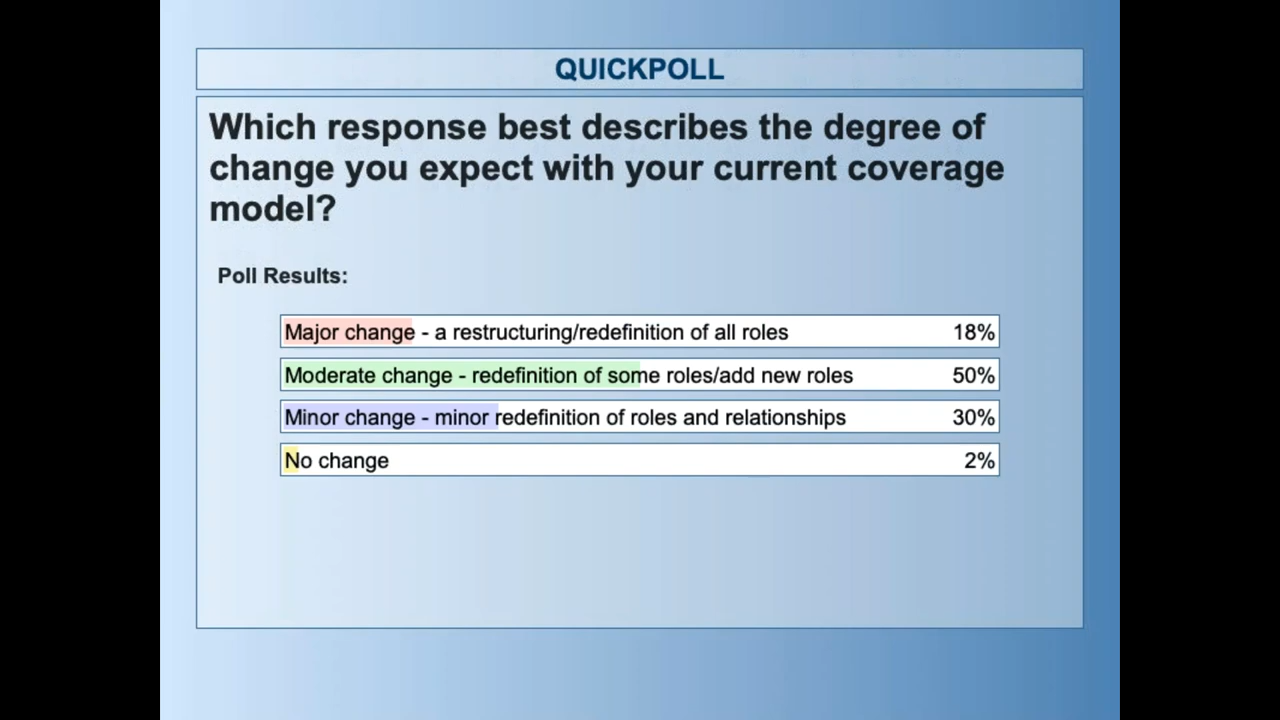 QUICKPOLL
Which response best describes the degree of
change you expect with your current coverage
model?
Poll Results:
Major change - a restructuring/redefinition of all roles 18%
Moderate change - redefinition of some roles/add new roles 50%
Minor change - minor redefinition of roles and relationships 30%
No change 2%